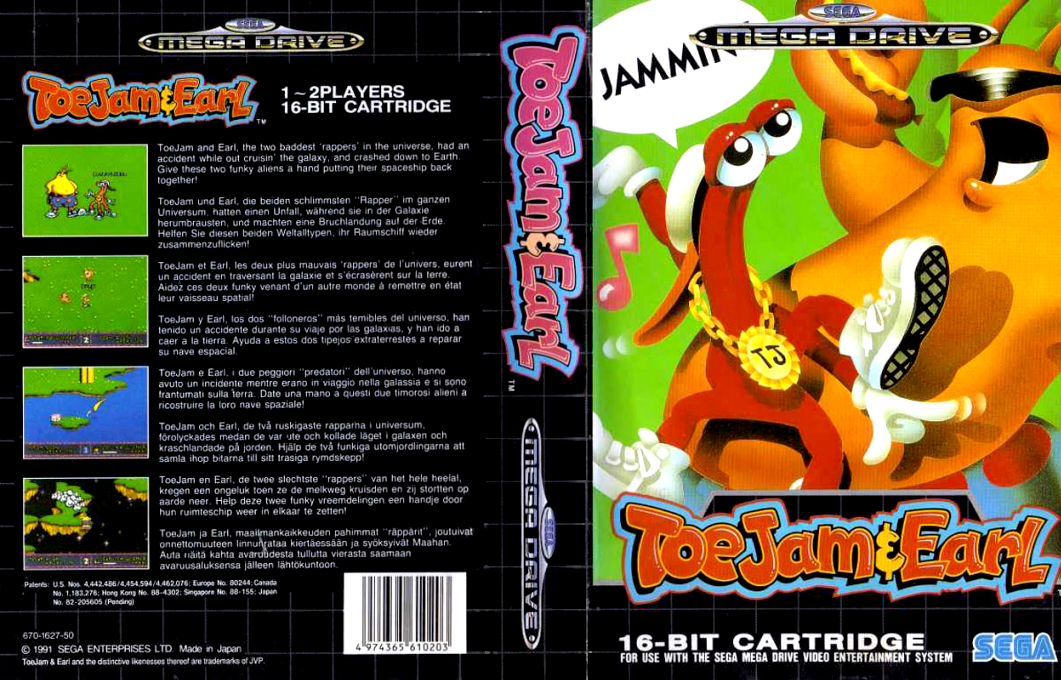 SEGA
MEGA DRIVE
ToeJam & Earl™
1~2PLAYERS
16-BIT CARTRIDGE
ToeJam and Earl, the two baddest 'rappers' in the universe, had an
accident while out cruisin' the galaxy, and crashed down to Earth.
Give these two funky aliens a hand putting their spaceship back
together!
ToeJam und Earl, die beiden schlimmsten "Rapper" im ganzen
Universum, hatten einen Unfall, während sie in der Galaxie
herumbrausten, und machten eine Bruchlandung auf der Erde.
Helfen Sie diesen beiden Weltalltypen, ihr Raumschiff wieder
zusammenzuflicken!
ToeJam et Earl, les deux plus mauvais 'rappers' de l'univers, eurent
un accident en traversant la galaxie et s'écrasèrent sur la terre.
Aidez ces deux funky venant d'un autre monde à remettre en état
leur vaisseau spatial!
ToeJam y Earl, los dos "folloneros" más temibles del universo, han
tenido un accidente durante su viaje por las galaxias, y han ido a
caer a la tierra. Ayuda a estos dos tipejos extraterrestres a reparar
su nave espacial.
ToeJam e Earl, i due peggiori "predatori" dell'universo, hanno
avuto un incidente mentre erano in viaggio nella galassia e si sono
frantumati sulla terra. Date una mano a questi due timorosi alieni a
ricostruire la loro nave spaziale!
ToeJam och Earl, de två ruskigaste rapparna i universum,
förolyckades medan de var ute och kollade läget i galaxen och
kraschlandade på jorden. Hjälp de två funkiga utomjordingarna att
samla ihop bitarna till sitt trasiga rymdskepp!
ToeJam en Earl, de twee slechtste "rappers" van het hele heelal,
kregen een ongeluk toen ze de melkweg kruisden en zij stortten op
aarde neer. Help deze twee funky vreemdelingen een handje door
hun ruimteschip weer in elkaar te zetten!
ToeJam ja Earl, maailmankaikkeuden pahimmat "räppärit", joutuivat
onnettomuuteen linnunrataa kiertäessään ja syöksyivät Maahan.
Auta näitä kahta avaruudesta tullutta vierasta saamaan
avaruusaluksensa jälleen lähtökuntoon.
Patents: U.S. Nos. 4,442,486/4,454,594/4,462,076; Europe No. 80244; Canada
No. 1,183,276; Hong Kong No. 88-4302; Singapore No. 88-155; Japan
No. 82-205605 (Pending)
670-1627-50
© 1991 SEGA ENTERPRISES LTD. Made in Japan
ToeJam & Earl and the distinctive likenesses thereof are trademarks of JVP.
4 974365 610203
ToeJam & Earl™
SEGA
MEGA DRIVE
SEGA
MEGA DRIVE
JAMMIN'
TJ
ToeJam & Earl
16-BIT CARTRIDGE
FOR USE WITH THE SEGA MEGA DRIVE VIDEO ENTERTAINMENT SYSTEM
SEGA